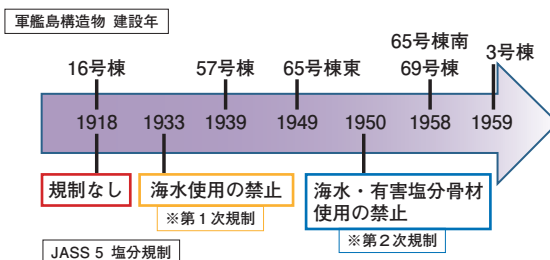 軍艦島構造物 建設年
65号棟南
16号棟 57号棟 65号棟東 69号棟 3号棟
1918 1933 1939 1949 1950 1958 1959
規制なし
海水使用の禁止
※第1次規制
海水・有害塩分骨材
使用の禁止
※第2次規制
JASS 5 塩分規制